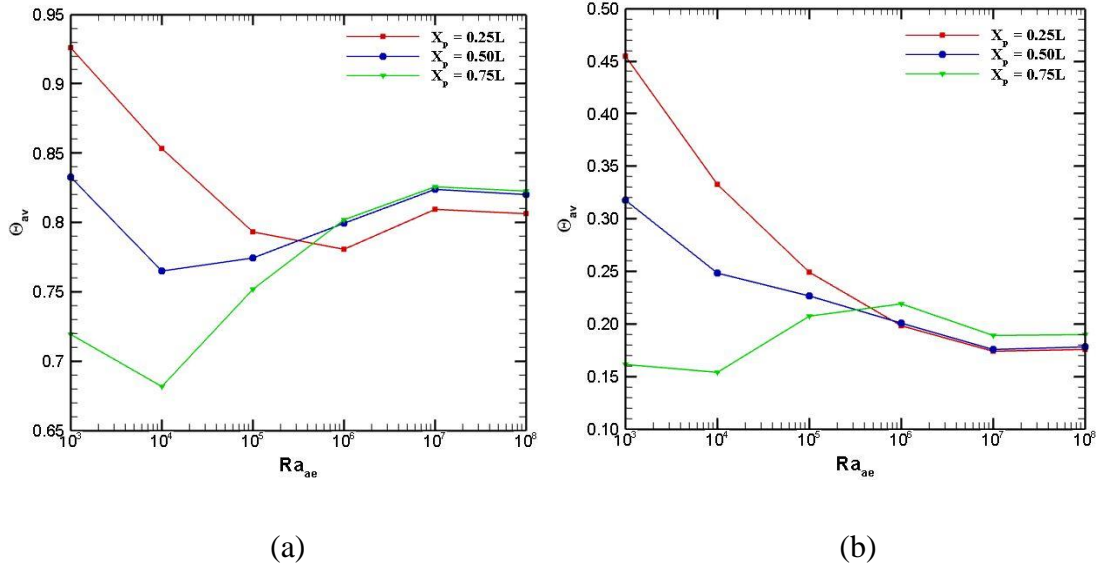 0.95
0.9
0.85
0.8
0.75
0.7
0.65
Θav
10³ 10⁴ 10⁵ 10⁶ 10⁷ 10⁸
Raae
Xp = 0.25L
Xp = 0.50L
Xp = 0.75L
(a)
0.50
0.45
0.40
0.35
0.30
0.25
0.20
0.15
0.10
Θav
10³ 10⁴ 10⁵ 10⁶ 10⁷ 10⁸
Raae
Xp = 0.25L
Xp = 0.50L
Xp = 0.75L
(b)